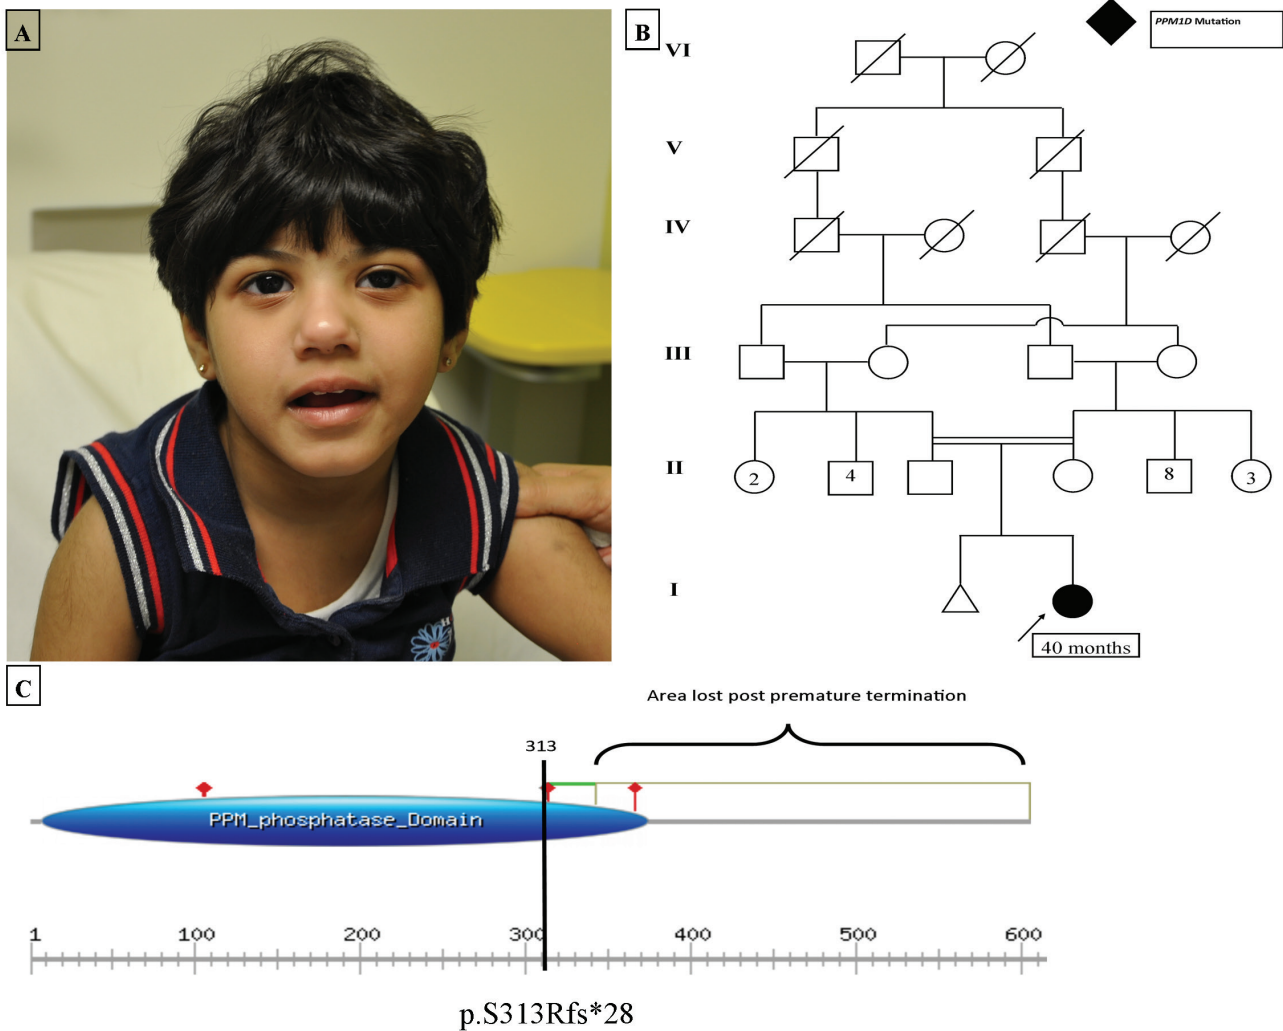 A
B
VI
PPM1D Mutation
V
IV
III
II
2
4
8
3
I
40 months
C
Area lost post premature termination
313
PPM_phosphatase_Domain
1 100 200 300 400 500 600
p.S313Rfs*28